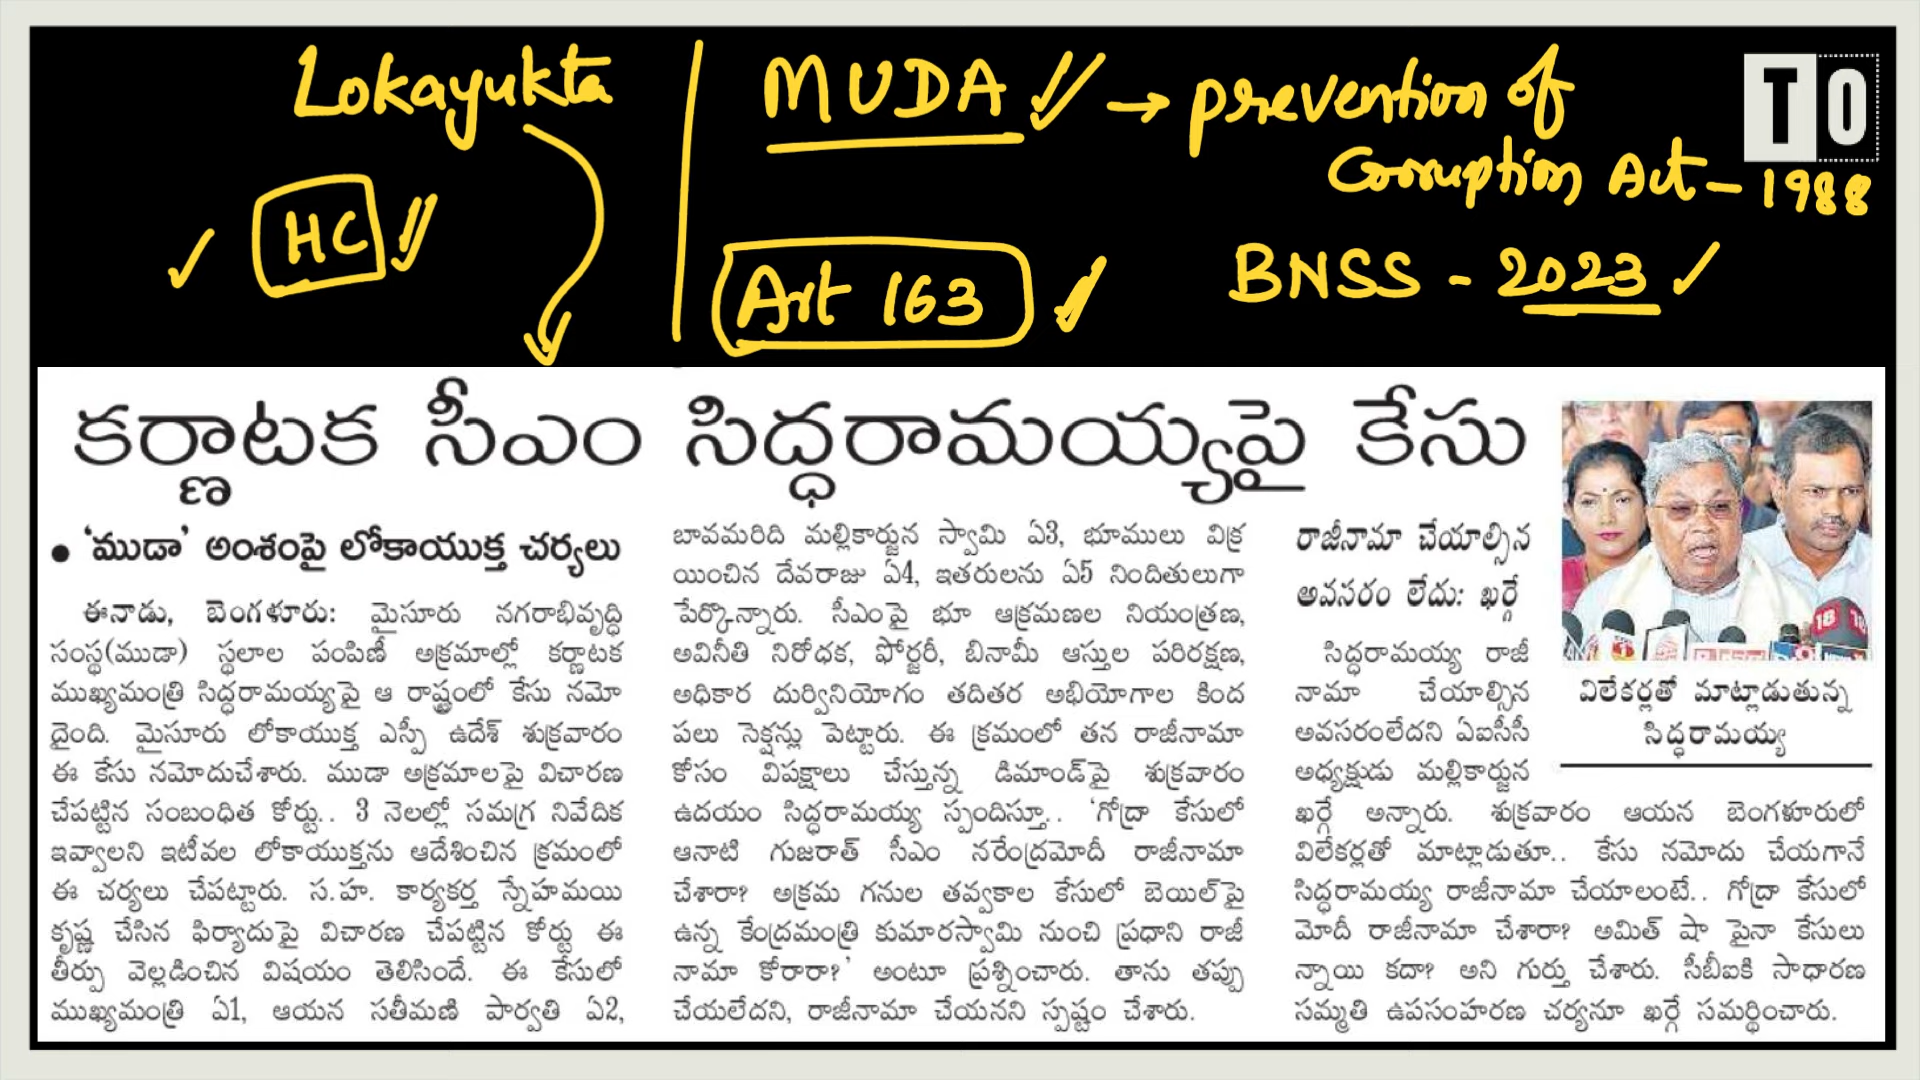 Lokayukta
HC
MUDA → prevention of
Corruption Act - 1988
Art 163
BNSS - 2023
TO
కర్ణాటక సీఎం సిద్ధరామయ్యపై కేసు
• ‘ముడా’ అంశంపై లోకాయుక్త చర్యలు
ఈనాడు, బెంగళూరు: మైసూరు నగరాభివృద్ధి
సంస్థ(ముడా) స్థలాల పంపిణీ అక్రమాల్లో కర్ణాటక
ముఖ్యమంత్రి సిద్ధరామయ్యపై ఆ రాష్ట్రంలో కేసు నమో
దైంది. మైసూరు లోకాయుక్త ఎస్పీ ఉదేశ్ శుక్రవారం
ఈ కేసు నమోదుచేశారు. ముడా అక్రమాలపై విచారణ
చేపట్టిన సంబంధిత కోర్టు.. 3 నెలల్లో సమగ్ర నివేదిక
ఇవ్వాలని ఇటీవల లోకాయుక్తను ఆదేశించిన క్రమంలో
ఈ చర్యలు చేపట్టారు. స.హ. కార్యకర్త స్నేహమయి
కృష్ణ చేసిన ఫిర్యాదుపై విచారణ చేపట్టిన కోర్టు ఈ
తీర్పు వెల్లడించిన విషయం తెలిసిందే. ఈ కేసులో
ముఖ్యమంత్రి ఏ1, ఆయన సతీమణి పార్వతి ఏ2,
బావమరిది మల్లికార్జున స్వామి ఏ3, భూములు విక్ర
యించిన దేవరాజు ఏ4, ఇతరులను ఏ5 నిందితులుగా
పేర్కొన్నారు. సీఎంపై భూ ఆక్రమణల నియంత్రణ,
అవినీతి నిరోధక, ఫోర్జరీ, బినామీ ఆస్తుల పరిరక్షణ,
అధికార దుర్వినియోగం తదితర అభియోగాల కింద
పలు సెక్షన్లు పెట్టారు. ఈ క్రమంలో తన రాజీనామా
కోసం విపక్షాలు చేస్తున్న డిమాండ్‌పై శుక్రవారం
ఉదయం సిద్ధరామయ్య స్పందిస్తూ.. ‘గోద్రా కేసులో
ఆనాటి గుజరాత్ సీఎం నరేంద్రమోదీ రాజీనామా
చేశారా? అక్రమ గనుల తవ్వకాల కేసులో బెయిల్‌పై
ఉన్న కేంద్రమంత్రి కుమారస్వామి నుంచి ప్రధాని రాజీ
నామా కోరారా?’ అంటూ ప్రశ్నించారు. తాను తప్పు
చేయలేదని, రాజీనామా చేయనని స్పష్టం చేశారు.
రాజీనామా చేయాల్సిన
అవసరం లేదు: ఖర్గే
సిద్ధరామయ్య రాజీ
నామా చేయాల్సిన
అవసరంలేదని ఏఐసీసీ
అధ్యక్షుడు మల్లికార్జున
ఖర్గే అన్నారు. శుక్రవారం ఆయన బెంగళూరులో
విలేకర్లతో మాట్లాడుతూ.. కేసు నమోదు చేయగానే
సిద్ధరామయ్య రాజీనామా చేయాలంటే.. గోద్రా కేసులో
మోదీ రాజీనామా చేశారా? అమిత్ షా పైనా కేసులు
న్నాయి కదా? అని గుర్తు చేశారు. సీబీఐకి సాధారణ
సమ్మతి ఉపసంహరణ చర్యనూ ఖర్గే సమర్థించారు.
18
విలేకర్లతో మాట్లాడుతున్న
సిద్ధరామయ్య